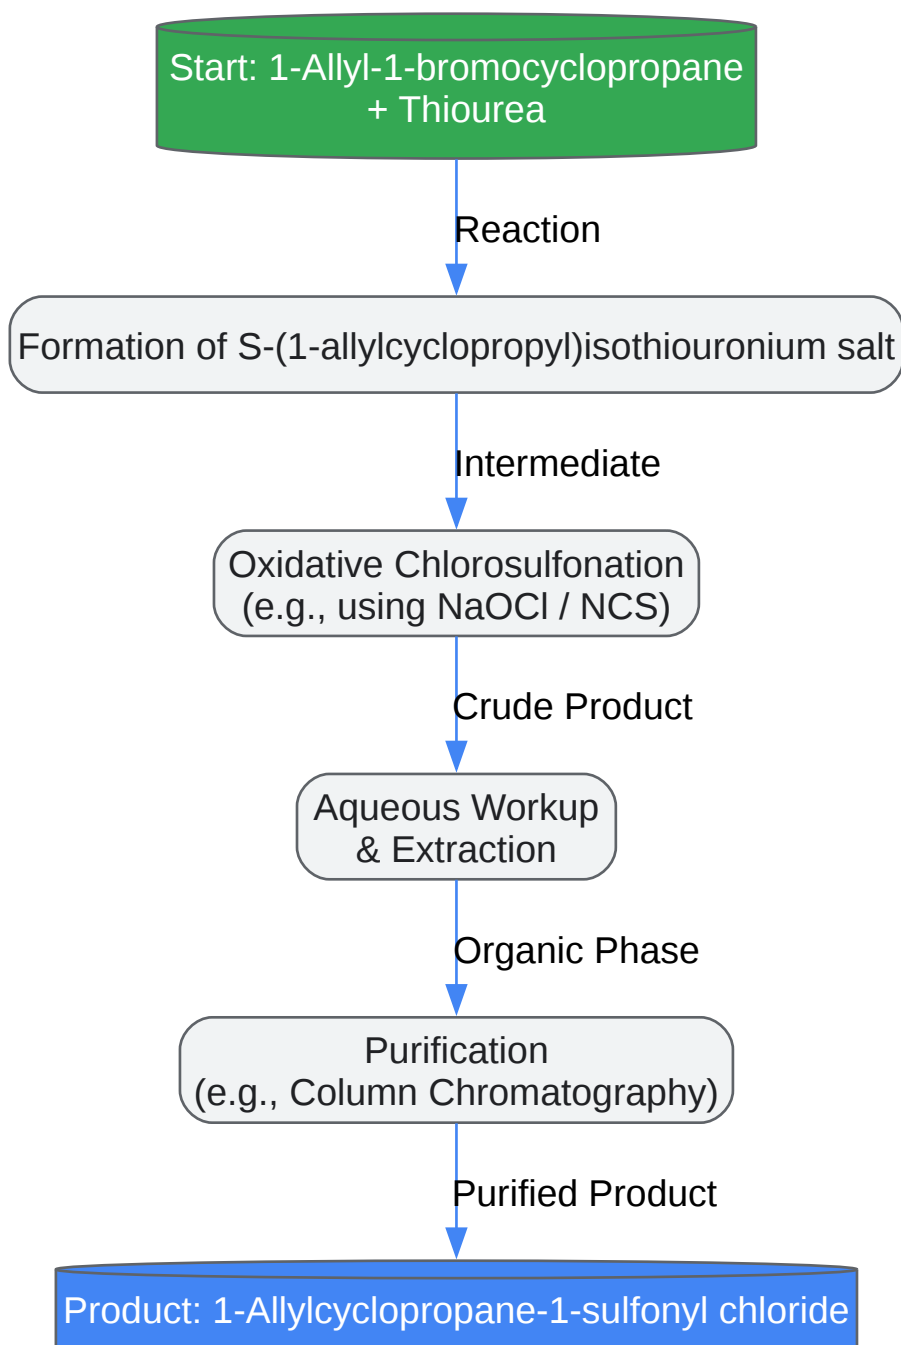 Start: 1-Allyl-1-bromocyclopropane
+ Thiourea
Reaction
Formation of S-(1-allylcyclopropyl)isothiouronium salt
Intermediate
Oxidative Chlorosulfonation
(e.g., using NaOCl / NCS)
Crude Product
Aqueous Workup
& Extraction
Organic Phase
Purification
(e.g., Column Chromatography)
Purified Product
Product: 1-Allylcyclopropane-1-sulfonyl chloride